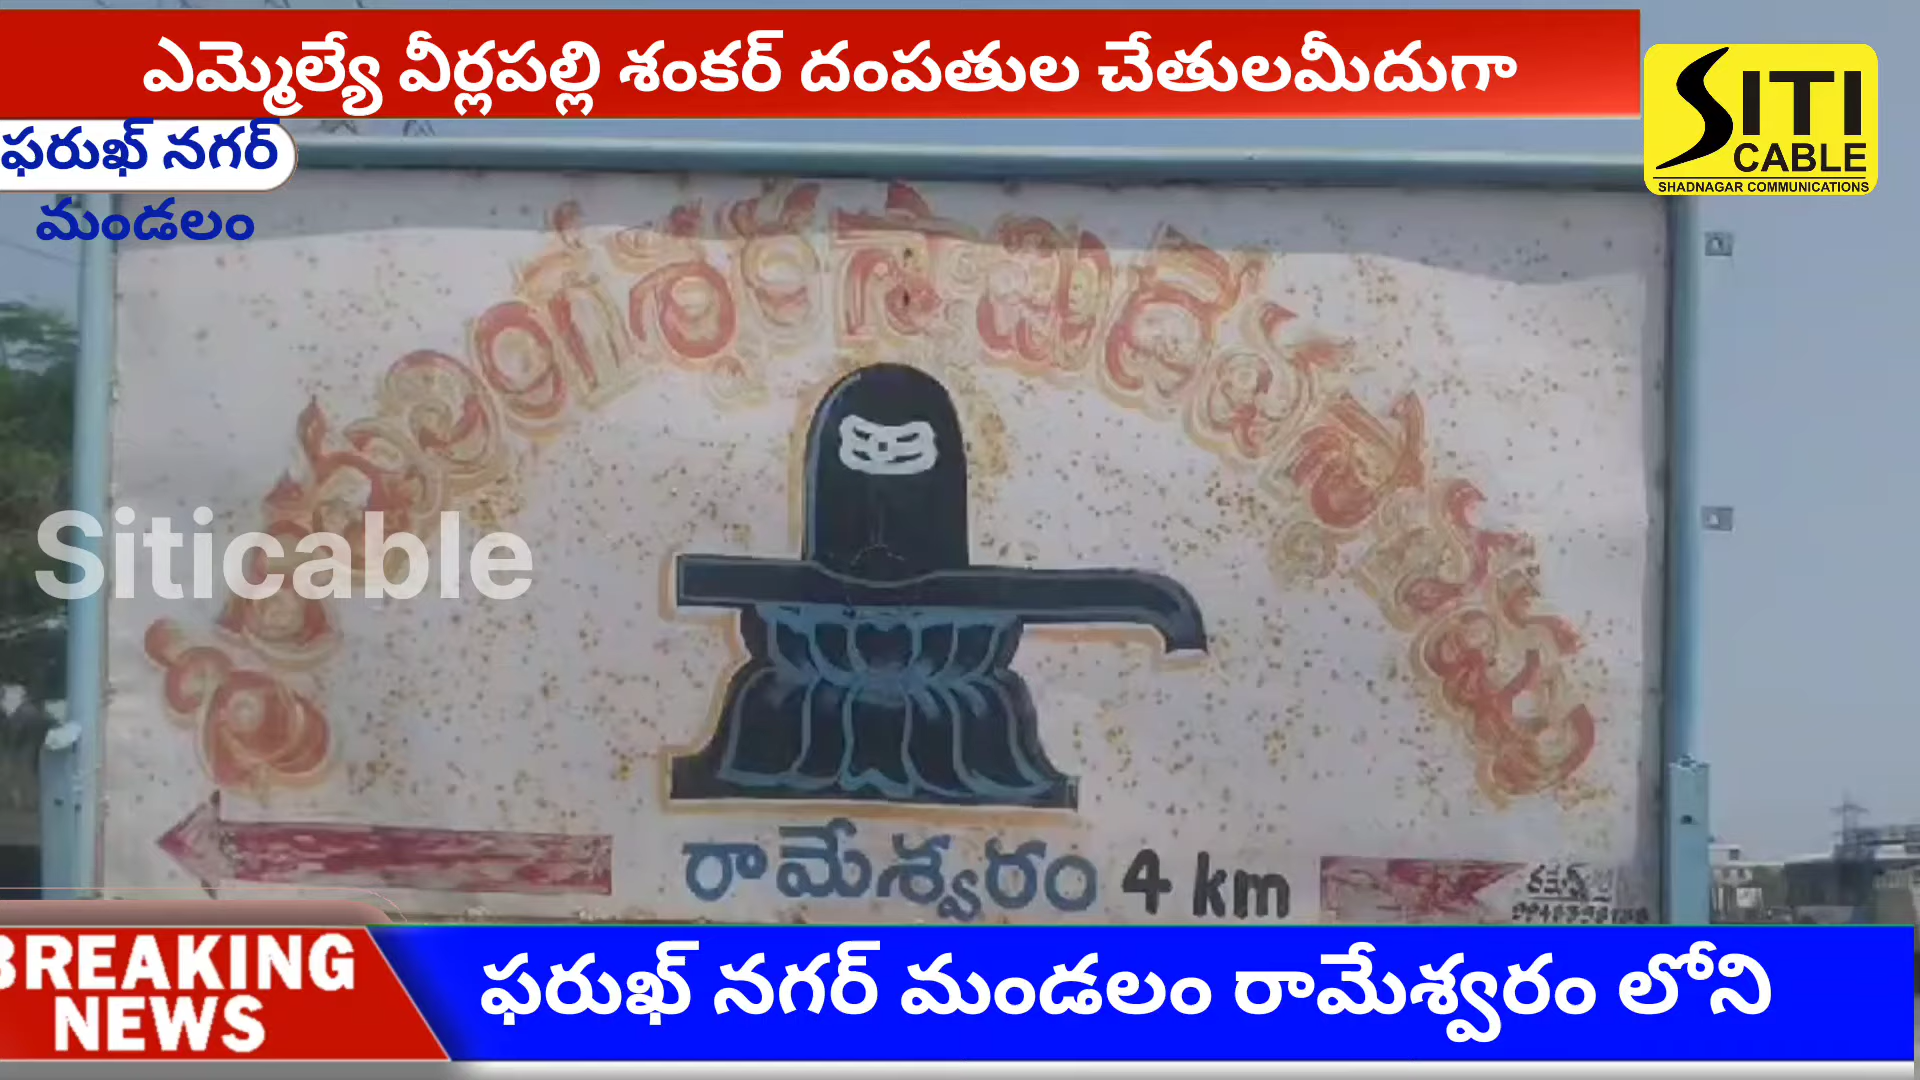 ఎమ్మెల్యే వీర్లపల్లి శంకర్ దంపతుల చేతులమీదుగా
SITI
CABLE
SHADNAGAR COMMUNICATIONS
ఫరుఖ్ నగర్
మండలం
Siticable
రామేశ్వరం 4 km
BREAKING
NEWS
ఫరుఖ్ నగర్ మండలం రామేశ్వరం లోని